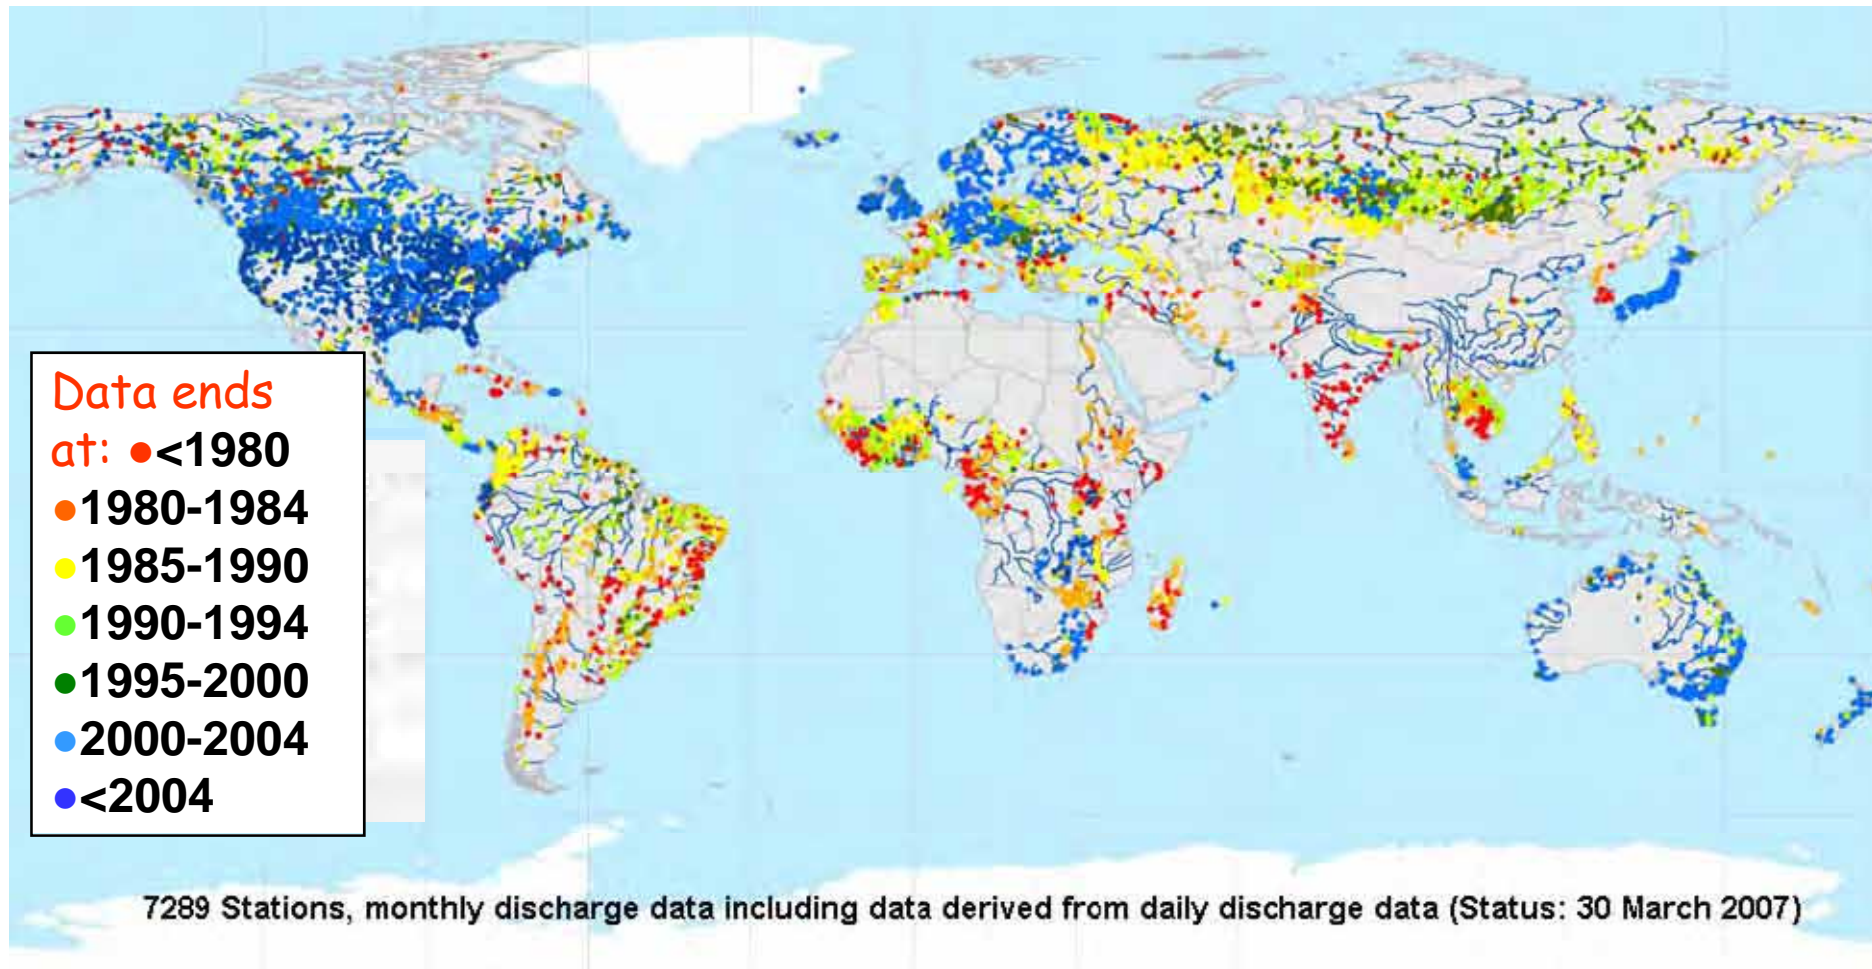 Data ends
at: <1980
1980-1984
1985-1990
1990-1994
1995-2000
2000-2004
<2004
7289 Stations, monthly discharge data including data derived from daily discharge data (Status: 30 March 2007)